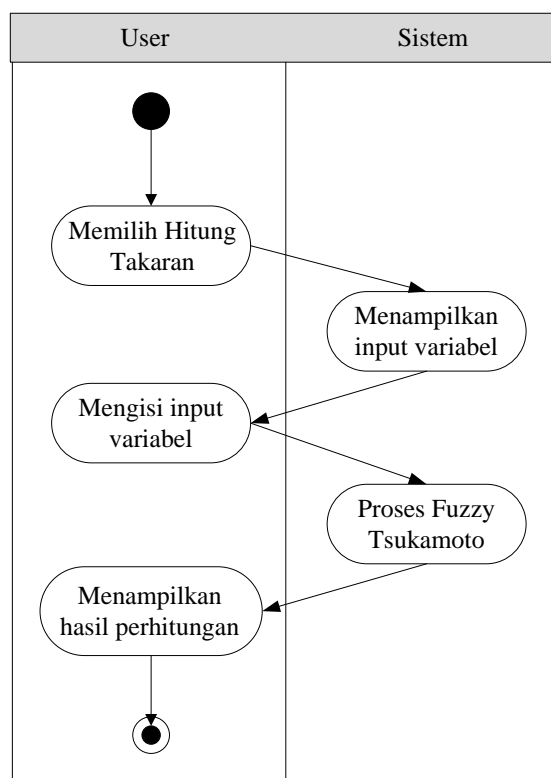 User
Sistem
Memilih Hitung
Takaran
Menampilkan
input variabel
Mengisi input
variabel
Proses Fuzzy
Tsukamoto
Menampilkan
hasil perhitungan